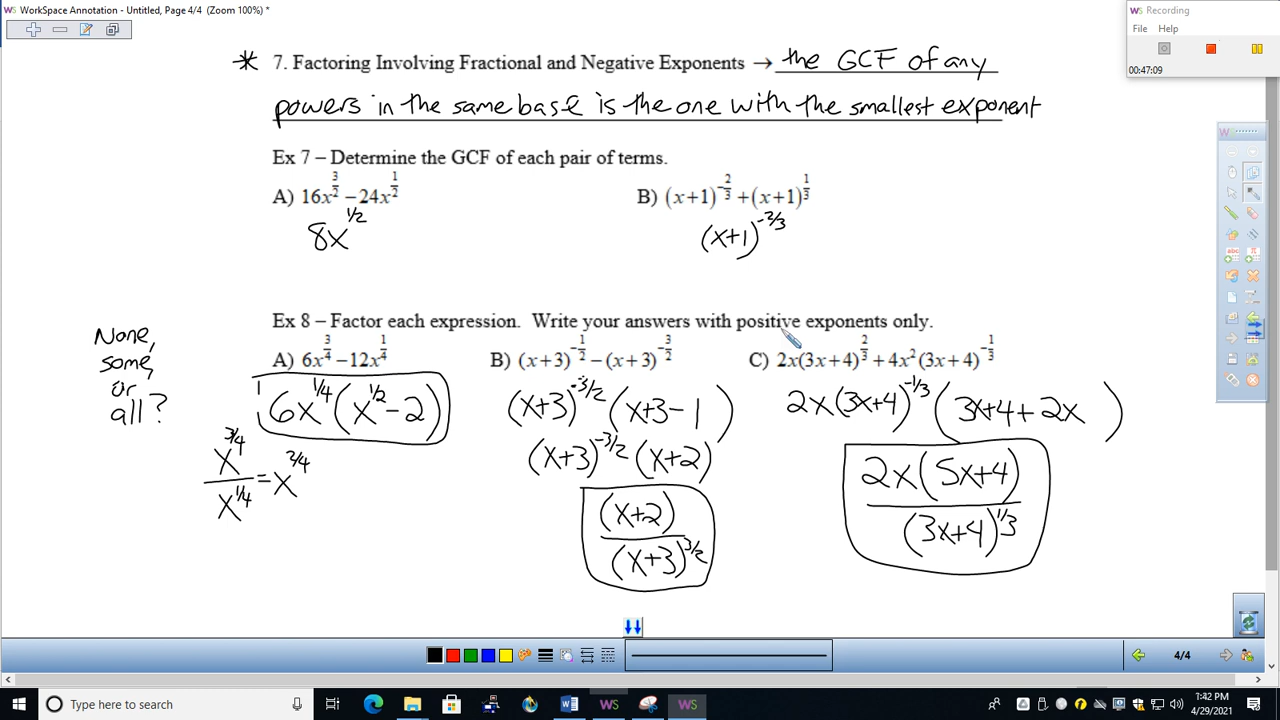 WorkSpace Annotation - Untitled, Page 4/4 (Zoom 100%) *
WS Recording
File Help
00:47:09
* 7. Factoring Involving Fractional and Negative Exponents → the GCF of any
powers in the same base is the one with the smallest exponent
Ex 7 – Determine the GCF of each pair of terms.
A) 16x^(3/2) – 24x^(1/2) B) (x+1)^(-2/3) + (x+1)^(1/3)
8x^(1/2) (x+1)^(-2/3)
Ex 8 – Factor each expression. Write your answers with positive exponents only.
None,
some,
or
all?
A) 6x^(3/4) – 12x^(1/4) B) (x+3)^(-1/2) – (x+3)^(-3/2) C) 2x(3x+4)^(2/3) + 4x²(3x+4)^(-1/3)
6x^(1/4)(x^(1/2) – 2) (x+3)^(-3/2)(x+3-1) 2x(3x+4)^(-1/3)(3x+4+2x)
x^(3/4)/x^(1/4) = x^(2/4) (x+3)^(-3/2)(x+2) 2x(5x+4)/(3x+4)^(1/3)
(x+2)/(x+3)^(3/2)
4/4
Type here to search
7:42 PM
4/29/2021